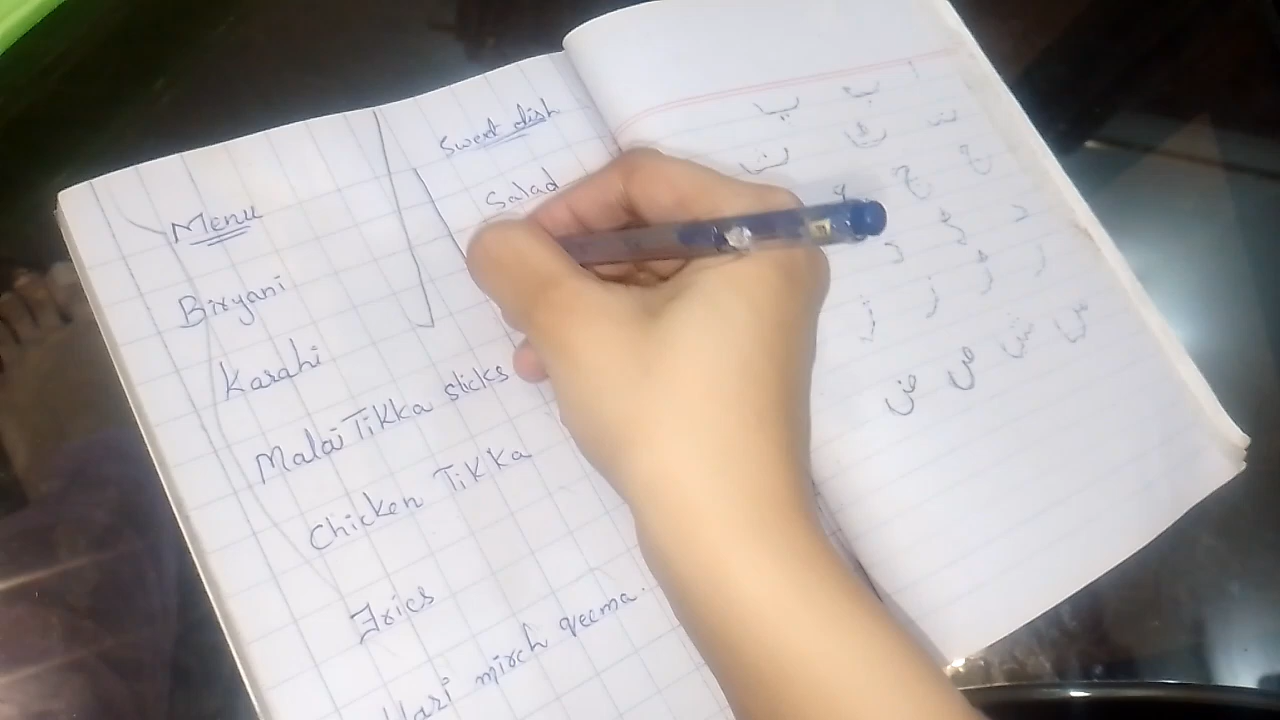 Menu
Biryani
Karahi
Malai Tikka sticks
Chicken Tikka
Fries
Hari mirch qeema.
Sweet dish
Salad
ا ب پ
ت ٹ ث
ج چ
د ڈ ذ
ر ڑ ز ژ
س ش ص ض